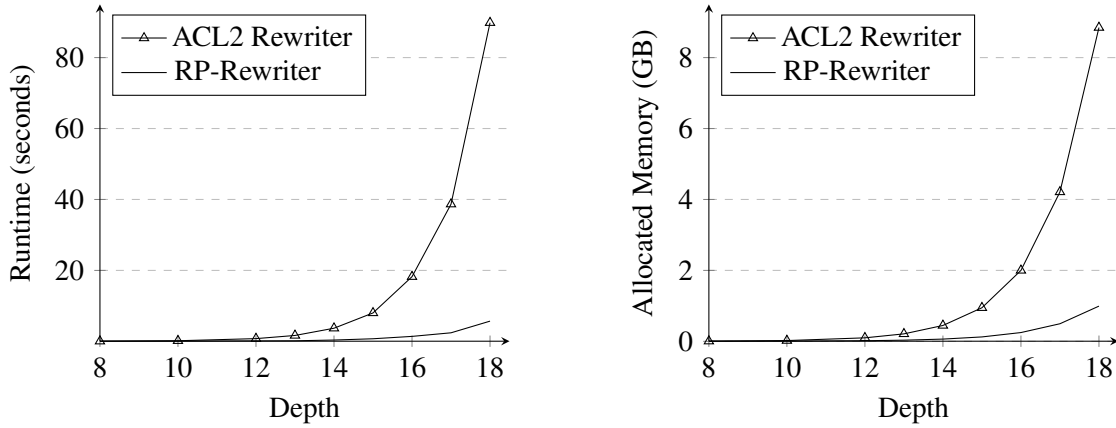 ACL2 Rewriter
RP-Rewriter
80
60
40
20
8 10 12 14 16 18
Depth
Runtime (seconds)
ACL2 Rewriter
RP-Rewriter
8
6
4
2
0
8 10 12 14 16 18
Depth
Allocated Memory (GB)